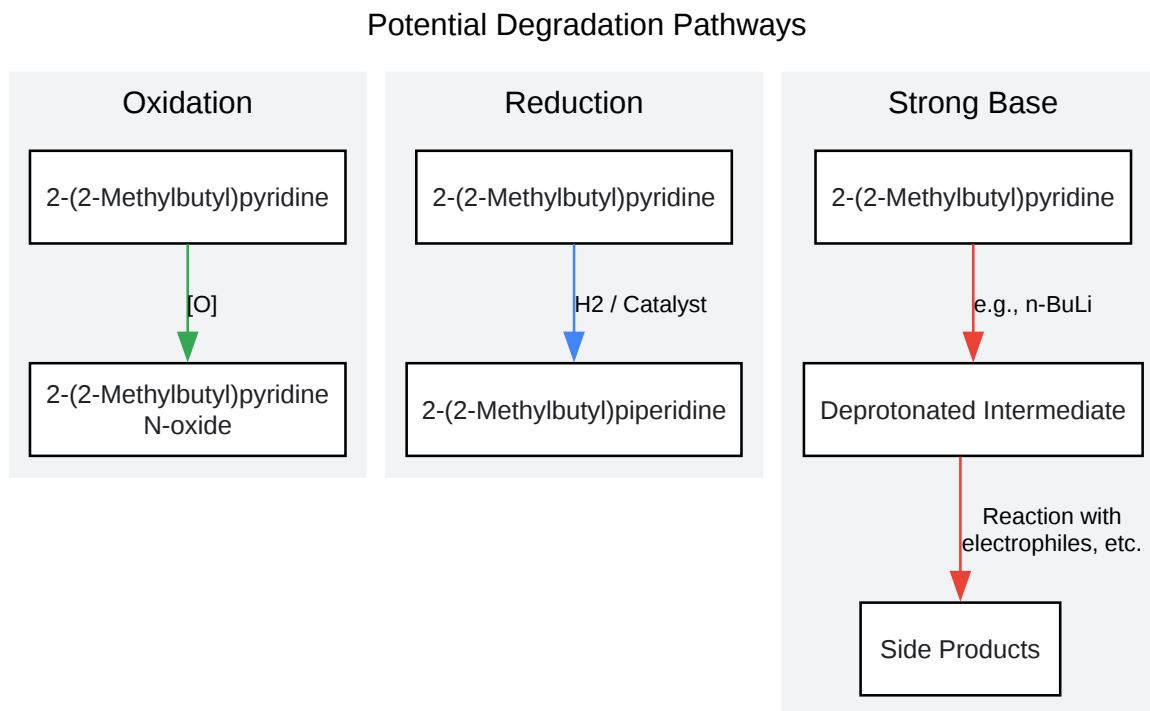 Potential Degradation Pathways
Oxidation
2-(2-Methylbutyl)pyridine
[O]
2-(2-Methylbutyl)pyridine
N-oxide
Reduction
2-(2-Methylbutyl)pyridine
H2 / Catalyst
2-(2-Methylbutyl)piperidine
Strong Base
2-(2-Methylbutyl)pyridine
e.g., n-BuLi
Deprotonated Intermediate
Reaction with
electrophiles, etc.
Side Products